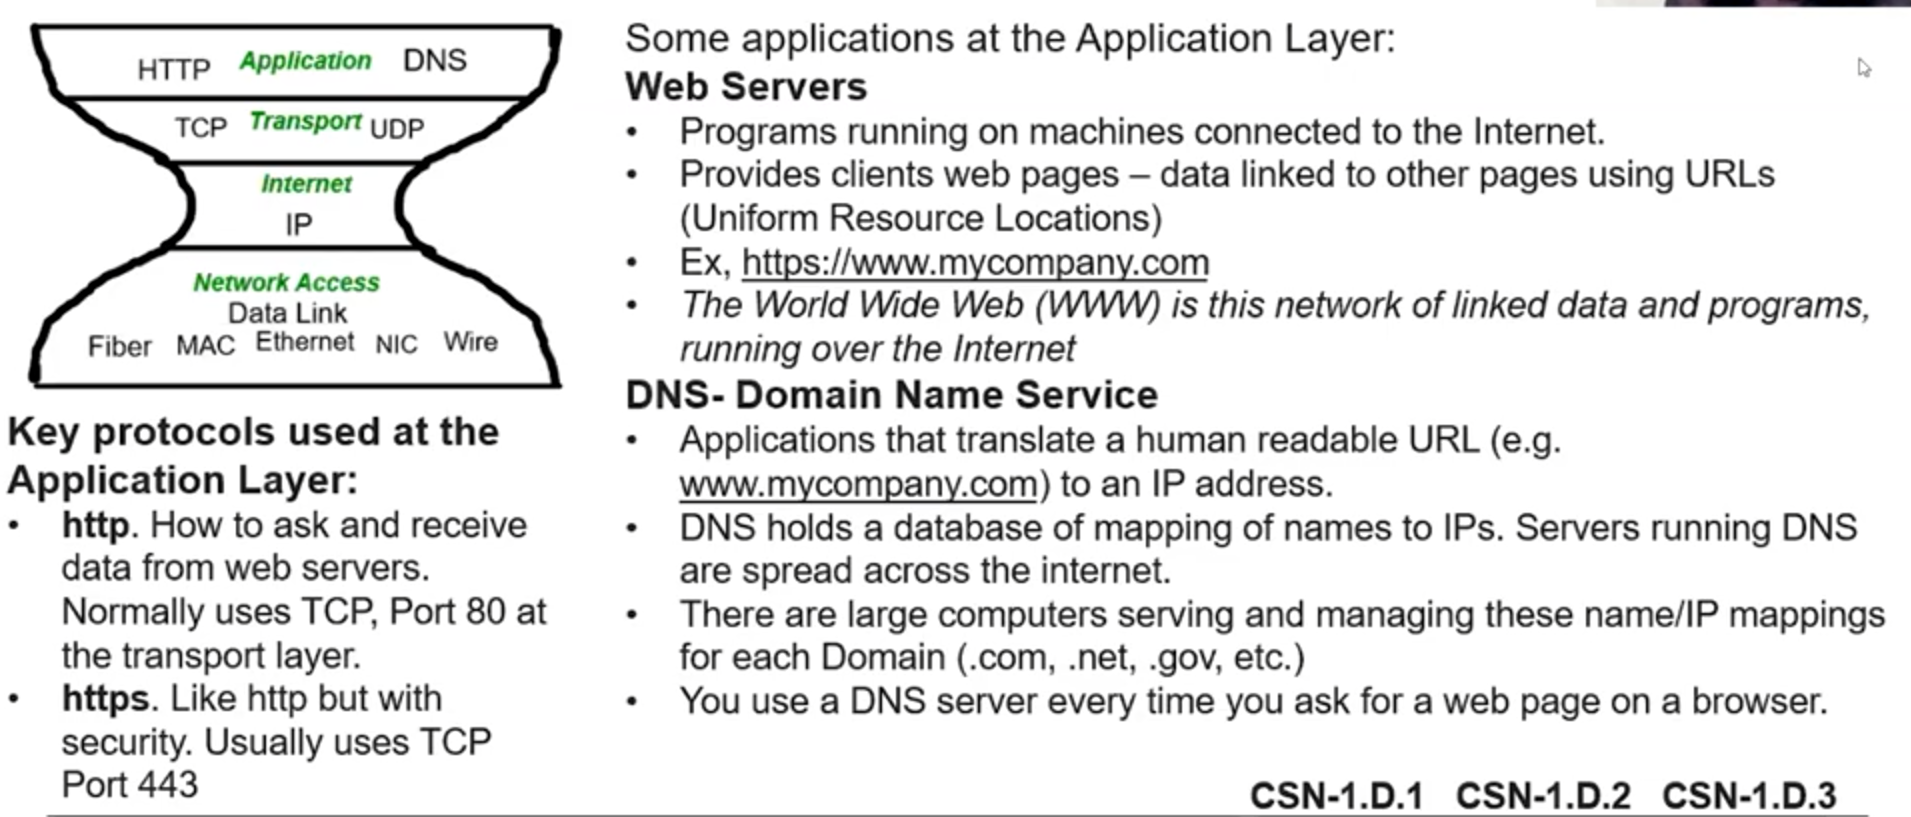 HTTP Application DNS
TCP Transport UDP
Internet
IP
Network Access
Data Link
Fiber MAC Ethernet NIC Wire
Key protocols used at the
Application Layer:
• http. How to ask and receive
data from web servers.
Normally uses TCP, Port 80 at
the transport layer.
• https. Like http but with
security. Usually uses TCP
Port 443
Some applications at the Application Layer:
Web Servers
• Programs running on machines connected to the Internet.
• Provides clients web pages – data linked to other pages using URLs
(Uniform Resource Locations)
• Ex, https://www.mycompany.com
• The World Wide Web (WWW) is this network of linked data and programs,
running over the Internet
DNS- Domain Name Service
• Applications that translate a human readable URL (e.g.
www.mycompany.com) to an IP address.
• DNS holds a database of mapping of names to IPs. Servers running DNS
are spread across the internet.
• There are large computers serving and managing these name/IP mappings
for each Domain (.com, .net, .gov, etc.)
• You use a DNS server every time you ask for a web page on a browser.
CSN-1.D.1 CSN-1.D.2 CSN-1.D.3